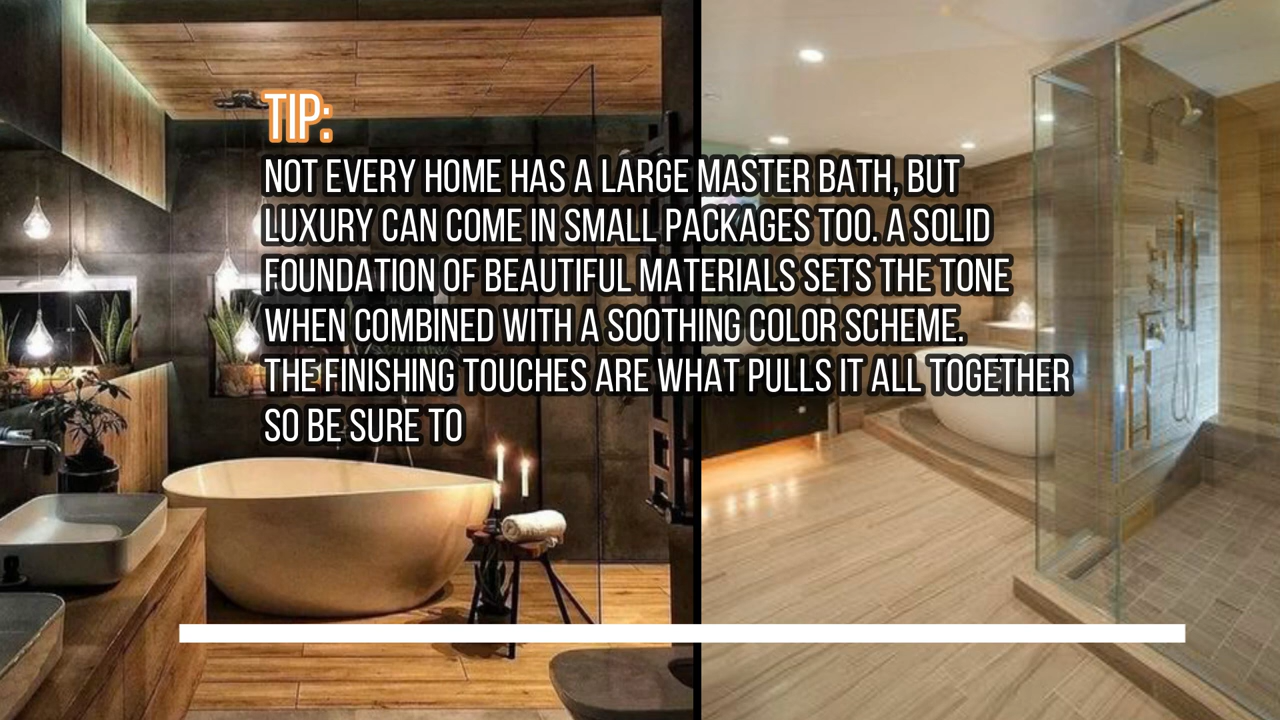 TIP:
NOT EVERY HOME HAS A LARGE MASTER BATH, BUT
LUXURY CAN COME IN SMALL PACKAGES TOO. A SOLID
FOUNDATION OF BEAUTIFUL MATERIALS SETS THE TONE
WHEN COMBINED WITH A SOOTHING COLOR SCHEME.
THE FINISHING TOUCHES ARE WHAT PULLS IT ALL TOGETHER
SO BE SURE TO